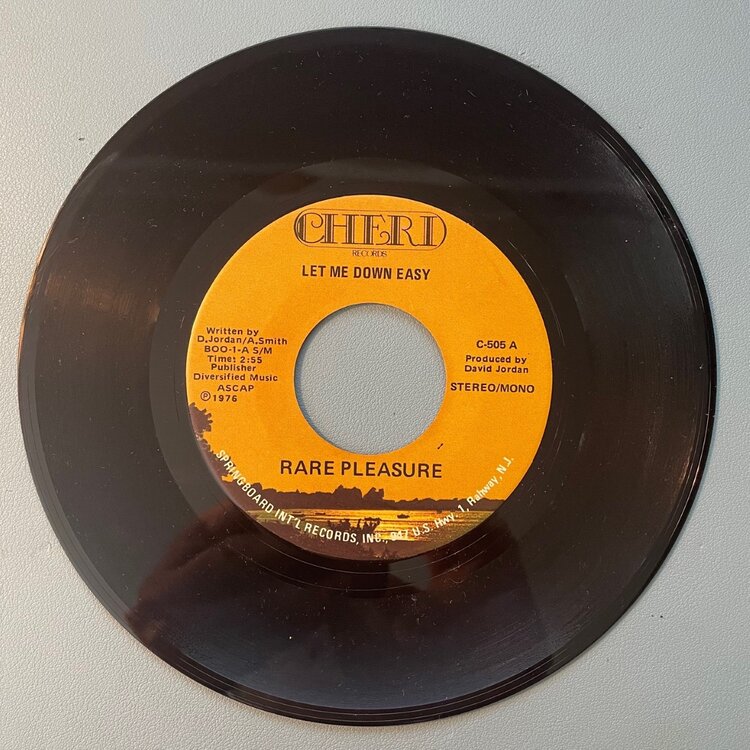 CHERI
RECORDS
LET ME DOWN EASY
Written by
D.Jordan/A.Smith
BOO-1-A S/M
Time: 2:55
Publisher
Diversified Music
ASCAP
℗1976
C-505 A
Produced by
David Jordan
STEREO/MONO
RARE PLEASURE
SPRINGBOARD INT'L RECORDS, INC., 947 U.S. Hwy. 1, Rahway, N.J.